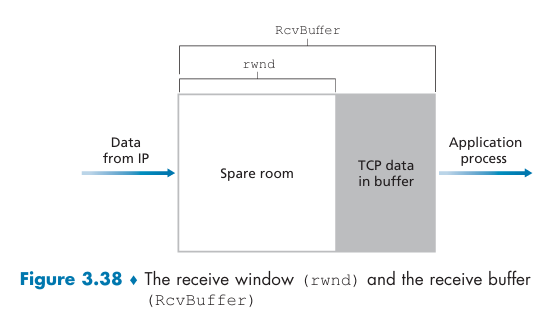 RcvBuffer
rwnd
Data
from IP
Spare room
TCP data
in buffer
Application
process
Figure 3.38 ♦ The receive window (rwnd) and the receive buffer
(RcvBuffer)